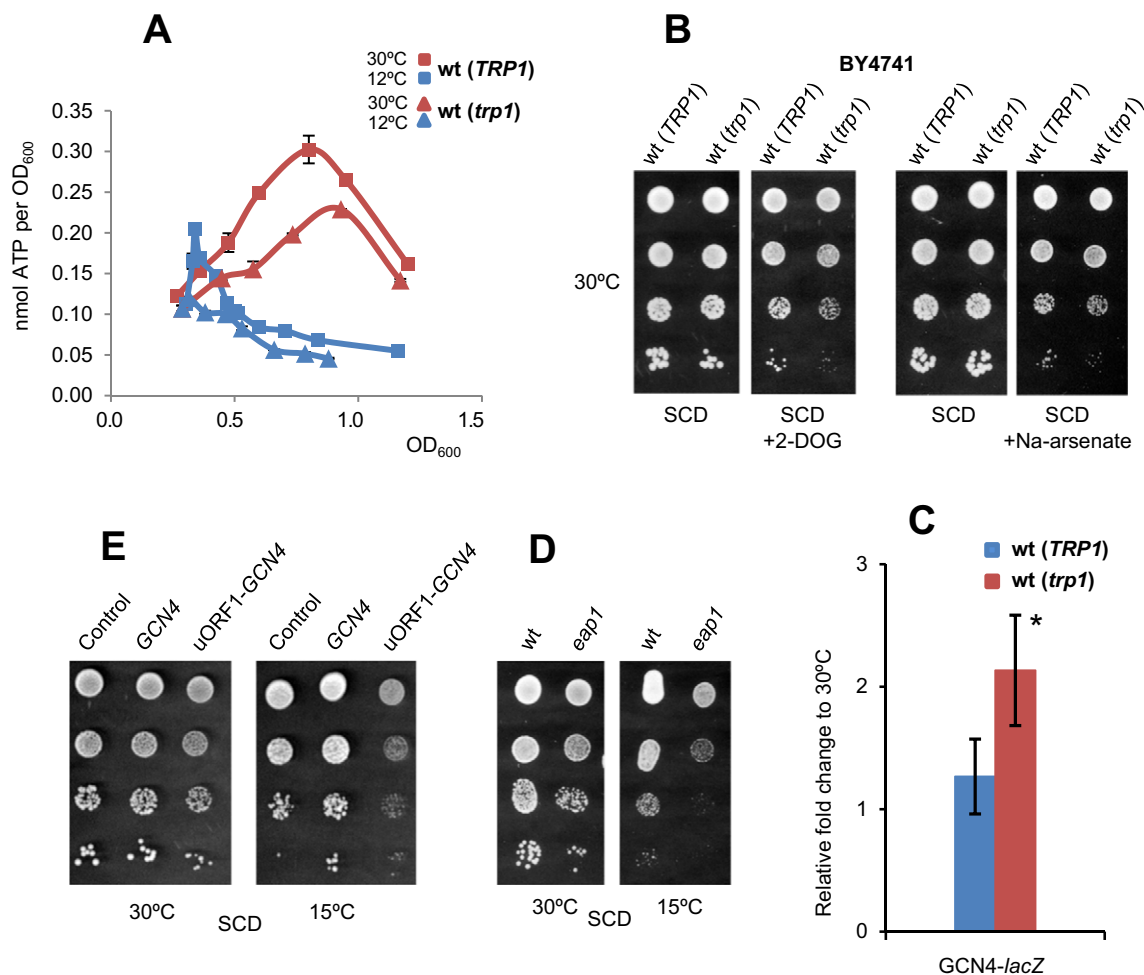 A
30ºC
12ºC
wt (TRP1)
30ºC
12ºC
wt (trp1)
nmol ATP per OD600
0.35
0.30
0.25
0.20
0.15
0.10
0.05
0.00
0.0 0.5 1.0 1.5
OD600
B
BY4741
wt (TRP1) wt (trp1) wt (TRP1) wt (trp1) wt (TRP1) wt (trp1) wt (TRP1) wt (trp1)
30ºC
SCD SCD SCD SCD
+2-DOG +Na-arsenate
E
Control GCN4 uORF1-GCN4 Control GCN4 uORF1-GCN4
30ºC 15ºC
SCD
D
wt eap1 wt eap1
30ºC 15ºC
SCD
C
wt (TRP1)
wt (trp1)
Relative fold change to 30ºC
3
2
1
0
*
GCN4-lacZ